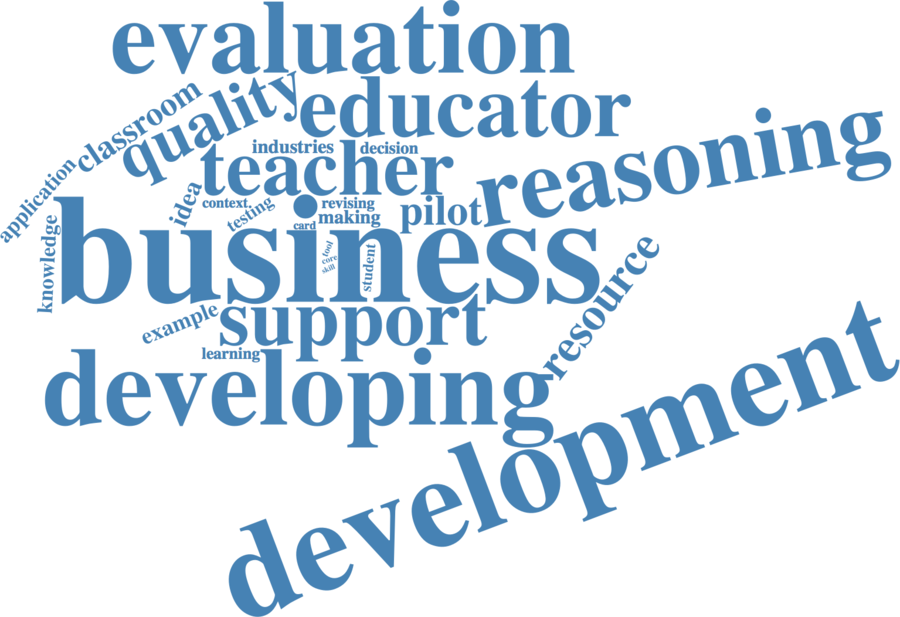 evaluation
classroom
quality
educator
industries
decision
teacher
reasoning
application
idea
context.
testing
revising
making
card
pilot
knowledge
business
tool
core
skill
student
resource
example
support
learning
developing
development